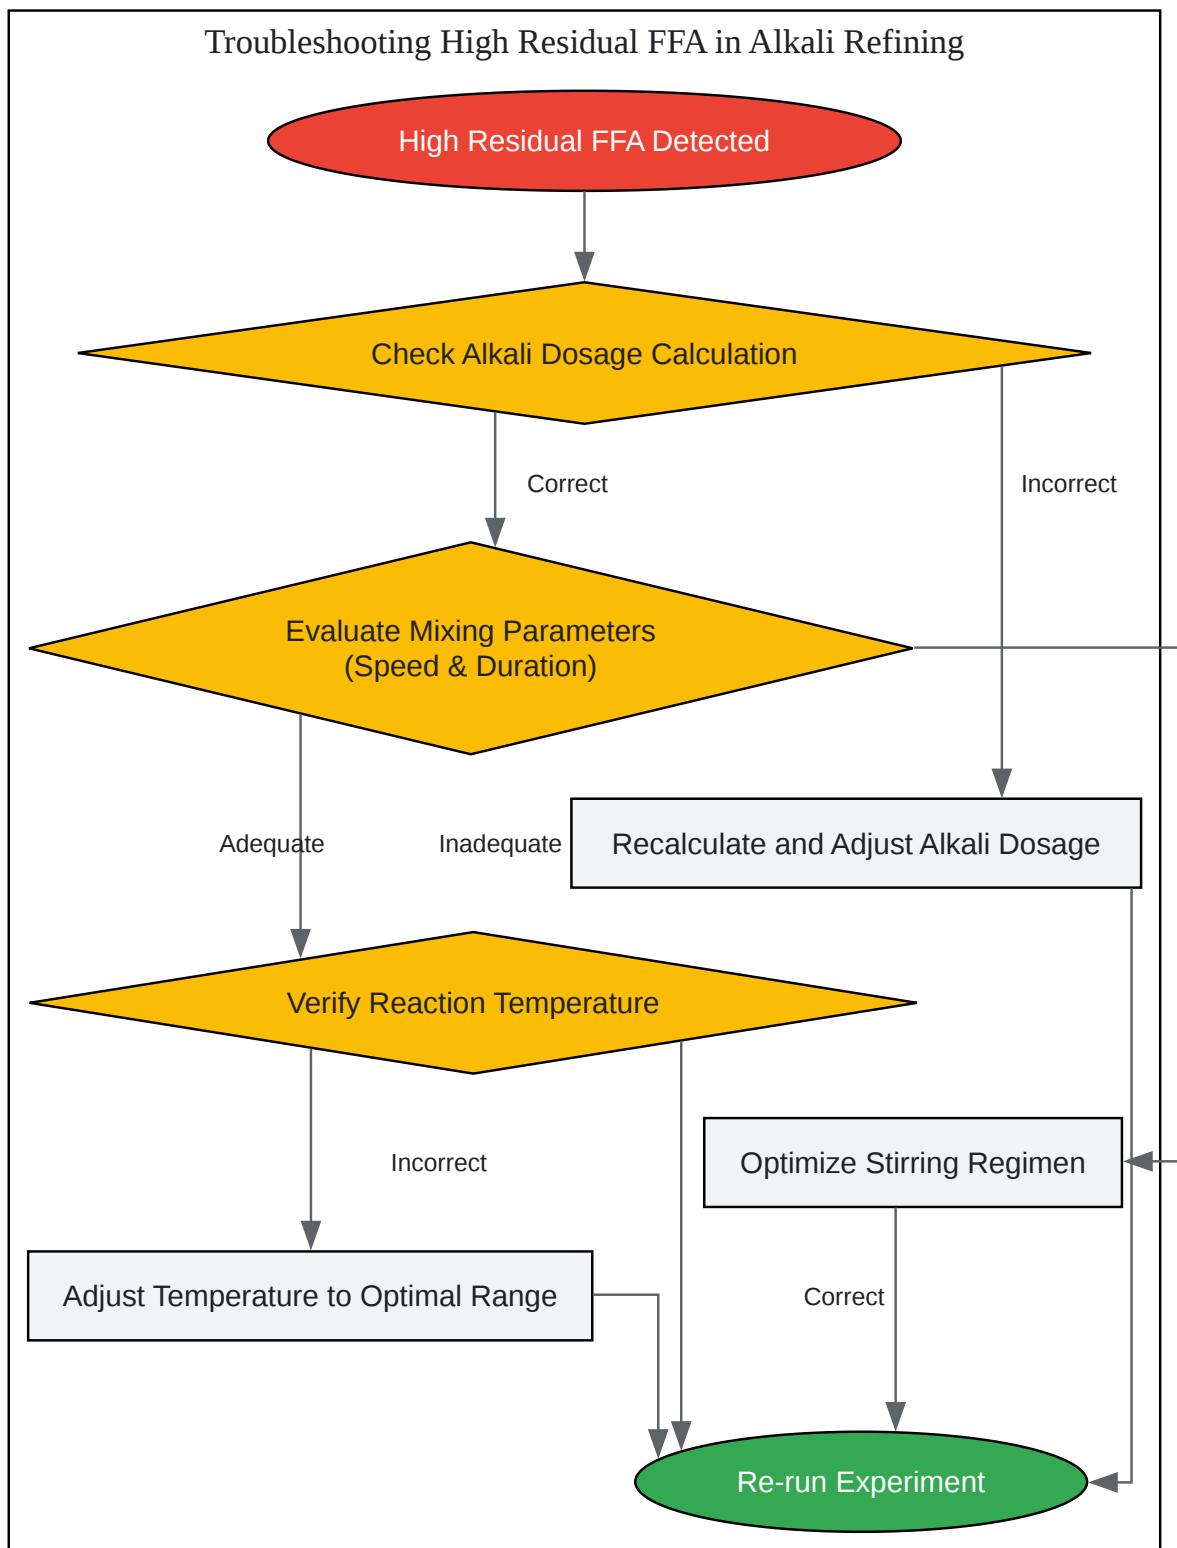 Troubleshooting High Residual FFA in Alkali Refining
High Residual FFA Detected
Check Alkali Dosage Calculation
Correct
Incorrect
Evaluate Mixing Parameters
(Speed & Duration)
Adequate
Inadequate
Recalculate and Adjust Alkali Dosage
Verify Reaction Temperature
Incorrect
Optimize Stirring Regimen
Adjust Temperature to Optimal Range
Correct
Re-run Experiment